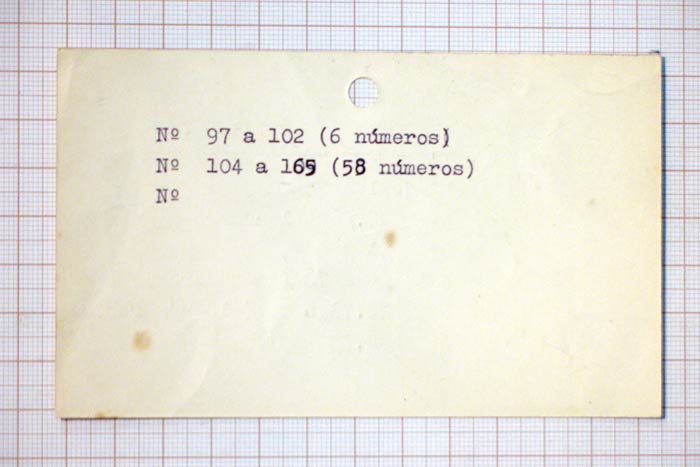 Nº 97 a 102 (6 números)
Nº 104 a 165 (58 números)
Nº